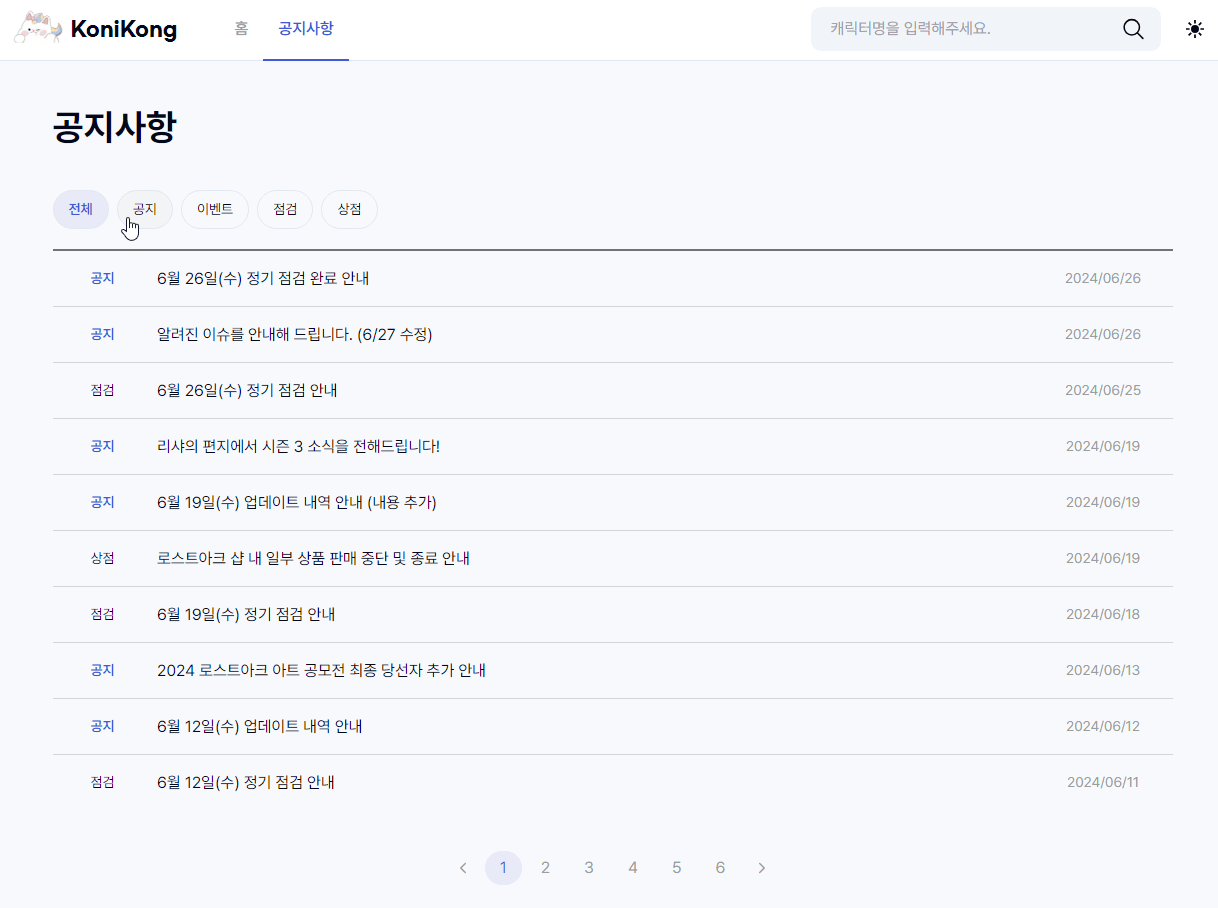 KoniKong 홈 공지사항 캐릭터명을 입력해주세요.
공지사항
전체 공지 이벤트 점검 상점
공지 6월 26일(수) 정기 점검 완료 안내 2024/06/26
공지 알려진 이슈를 안내해 드립니다. (6/27 수정) 2024/06/26
점검 6월 26일(수) 정기 점검 안내 2024/06/25
공지 리샤의 편지에서 시즌 3 소식을 전해드립니다! 2024/06/19
공지 6월 19일(수) 업데이트 내역 안내 (내용 추가) 2024/06/19
상점 로스트아크 샵 내 일부 상품 판매 중단 및 종료 안내 2024/06/19
점검 6월 19일(수) 정기 점검 안내 2024/06/18
공지 2024 로스트아크 아트 공모전 최종 당선자 추가 안내 2024/06/13
공지 6월 12일(수) 업데이트 내역 안내 2024/06/12
점검 6월 12일(수) 정기 점검 안내 2024/06/11
1 2 3 4 5 6